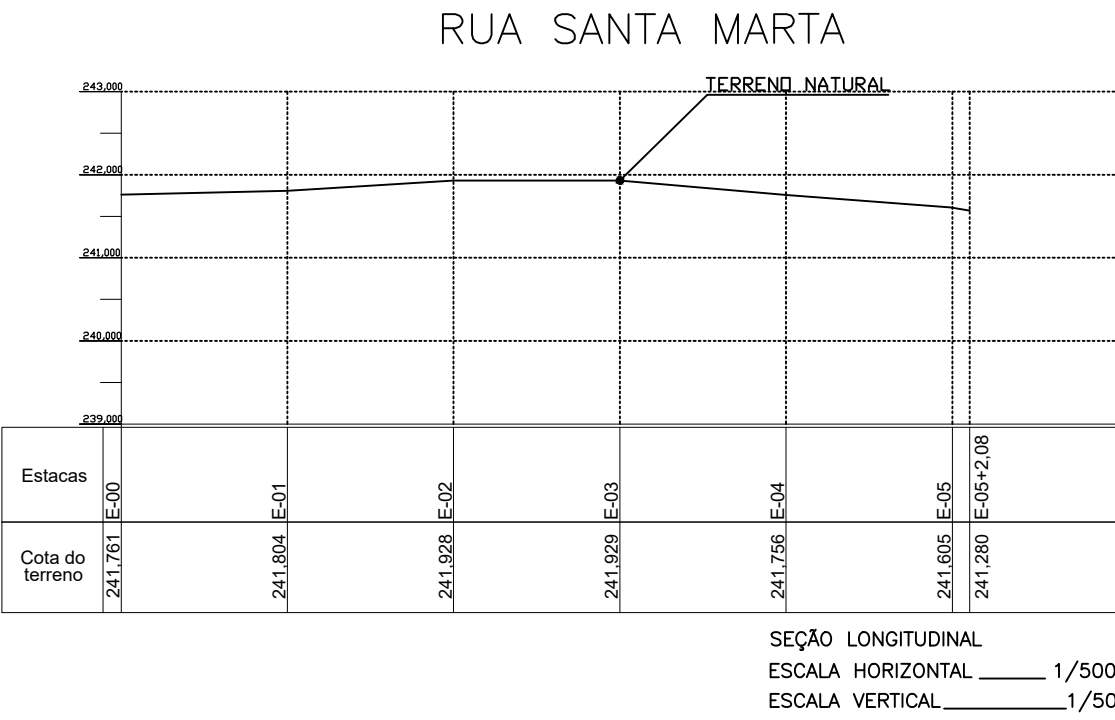 RUA SANTA MARTA
TERRENO NATURAL
243,000
242,000
241,000
240,000
239,000
Estacas
E-00
E-01
E-02
E-03
E-04
E-05
E-05+2,08
Cota do
terreno
241,761
241,804
241,928
241,929
241,756
241,605
241,280
SEÇÃO LONGITUDINAL
ESCALA HORIZONTAL 1/500
ESCALA VERTICAL 1/50